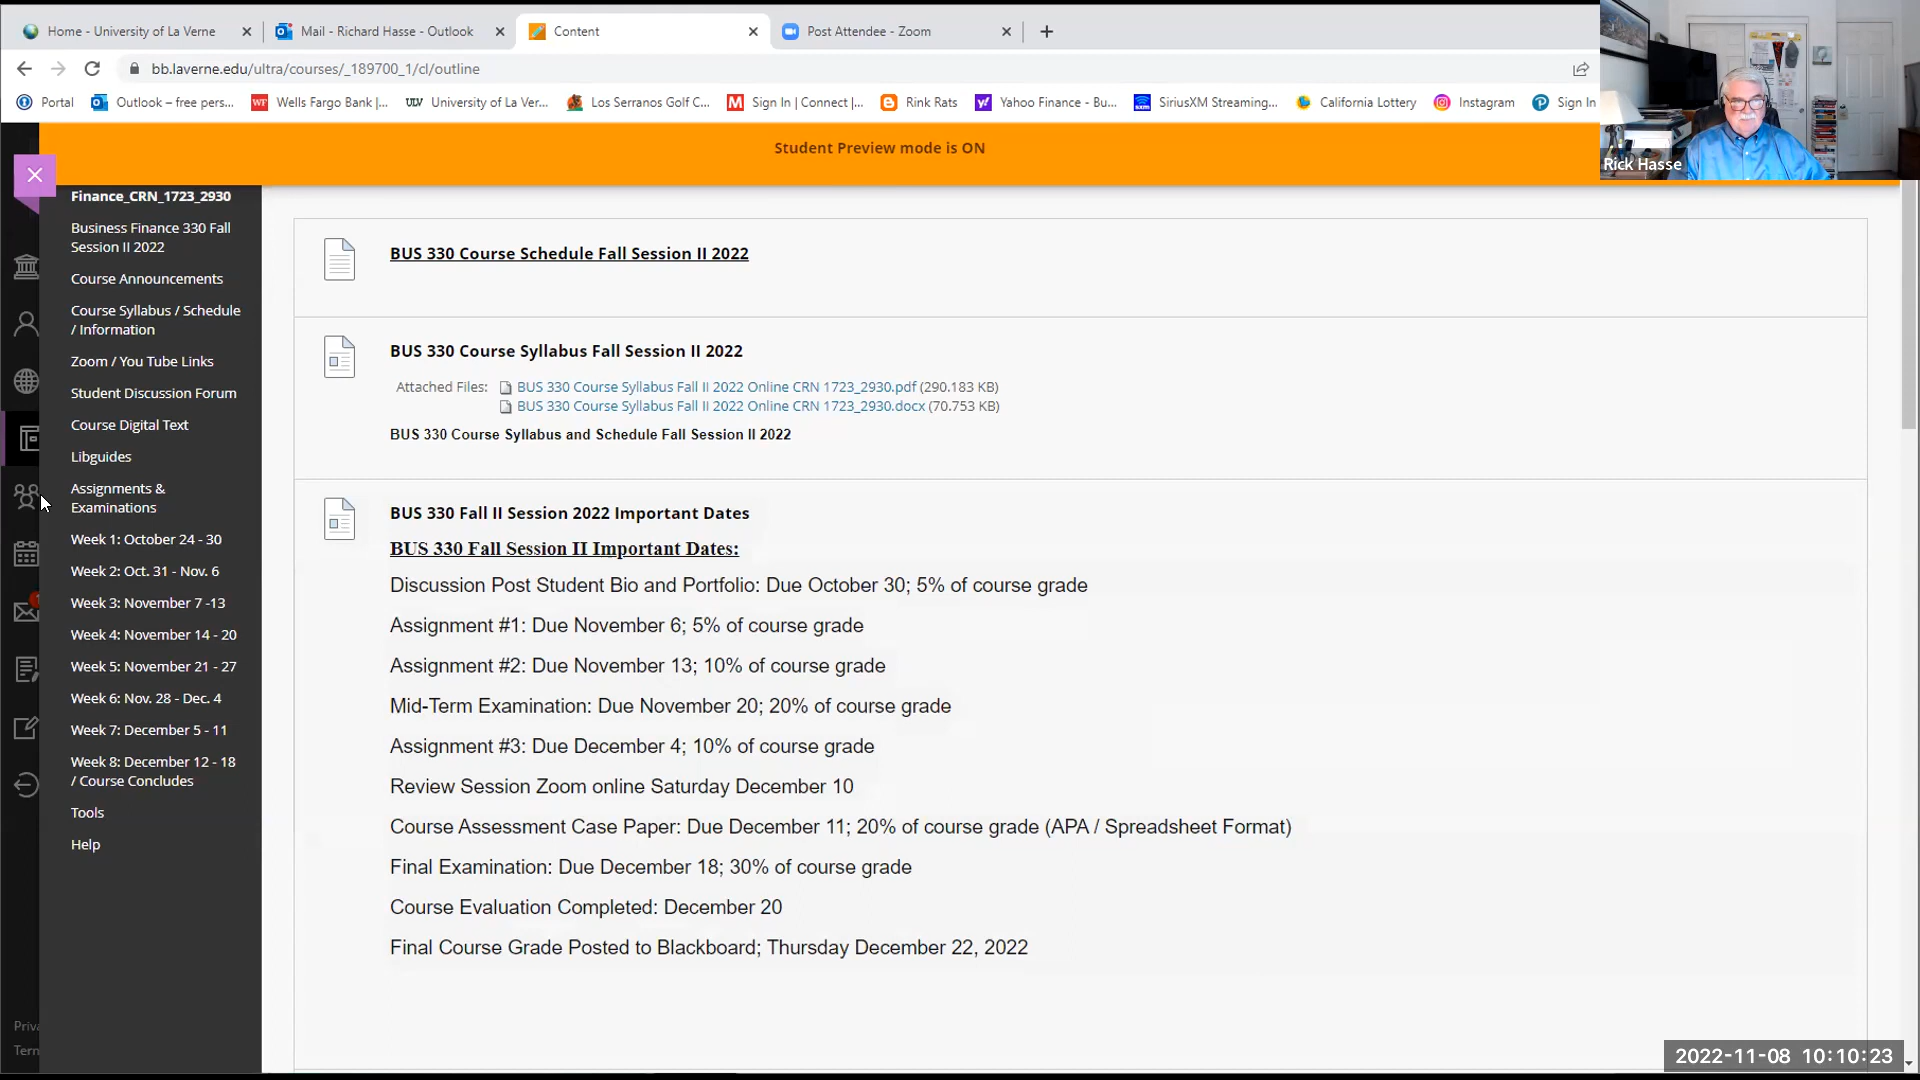 Home - University of La Verne
Mail - Richard Hasse - Outlook
Content
Post Attendee - Zoom
bb.laverne.edu/ultra/courses/_189700_1/cl/outline
Portal
Outlook – free pers...
WF
Wells Fargo Bank |...
ULV
University of La Ver...
Los Serranos Golf C...
M
Sign In | Connect |...
Rink Rats
Yahoo Finance - Bu...
SiriusXM Streaming...
California Lottery
Instagram
Sign In
Rick Hasse
Student Preview mode is ON
Finance_CRN_1723_2930
Business Finance 330 Fall
Session II 2022
Course Announcements
Course Syllabus / Schedule
/ Information
Zoom / You Tube Links
Student Discussion Forum
Course Digital Text
Libguides
Assignments &
Examinations
Week 1: October 24 - 30
Week 2: Oct. 31 - Nov. 6
Week 3: November 7 -13
Week 4: November 14 - 20
Week 5: November 21 - 27
Week 6: Nov. 28 - Dec. 4
Week 7: December 5 - 11
Week 8: December 12 - 18
/ Course Concludes
Tools
Help
Priva
Term
BUS 330 Course Schedule Fall Session II 2022
BUS 330 Course Syllabus Fall Session II 2022
Attached Files: BUS 330 Course Syllabus Fall II 2022 Online CRN 1723_2930.pdf (290.183 KB)
BUS 330 Course Syllabus Fall II 2022 Online CRN 1723_2930.docx (70.753 KB)
BUS 330 Course Syllabus and Schedule Fall Session II 2022
BUS 330 Fall II Session 2022 Important Dates
BUS 330 Fall Session II Important Dates:
Discussion Post Student Bio and Portfolio: Due October 30; 5% of course grade
Assignment #1: Due November 6; 5% of course grade
Assignment #2: Due November 13; 10% of course grade
Mid-Term Examination: Due November 20; 20% of course grade
Assignment #3: Due December 4; 10% of course grade
Review Session Zoom online Saturday December 10
Course Assessment Case Paper: Due December 11; 20% of course grade (APA / Spreadsheet Format)
Final Examination: Due December 18; 30% of course grade
Course Evaluation Completed: December 20
Final Course Grade Posted to Blackboard; Thursday December 22, 2022
2022-11-08 10:10:23